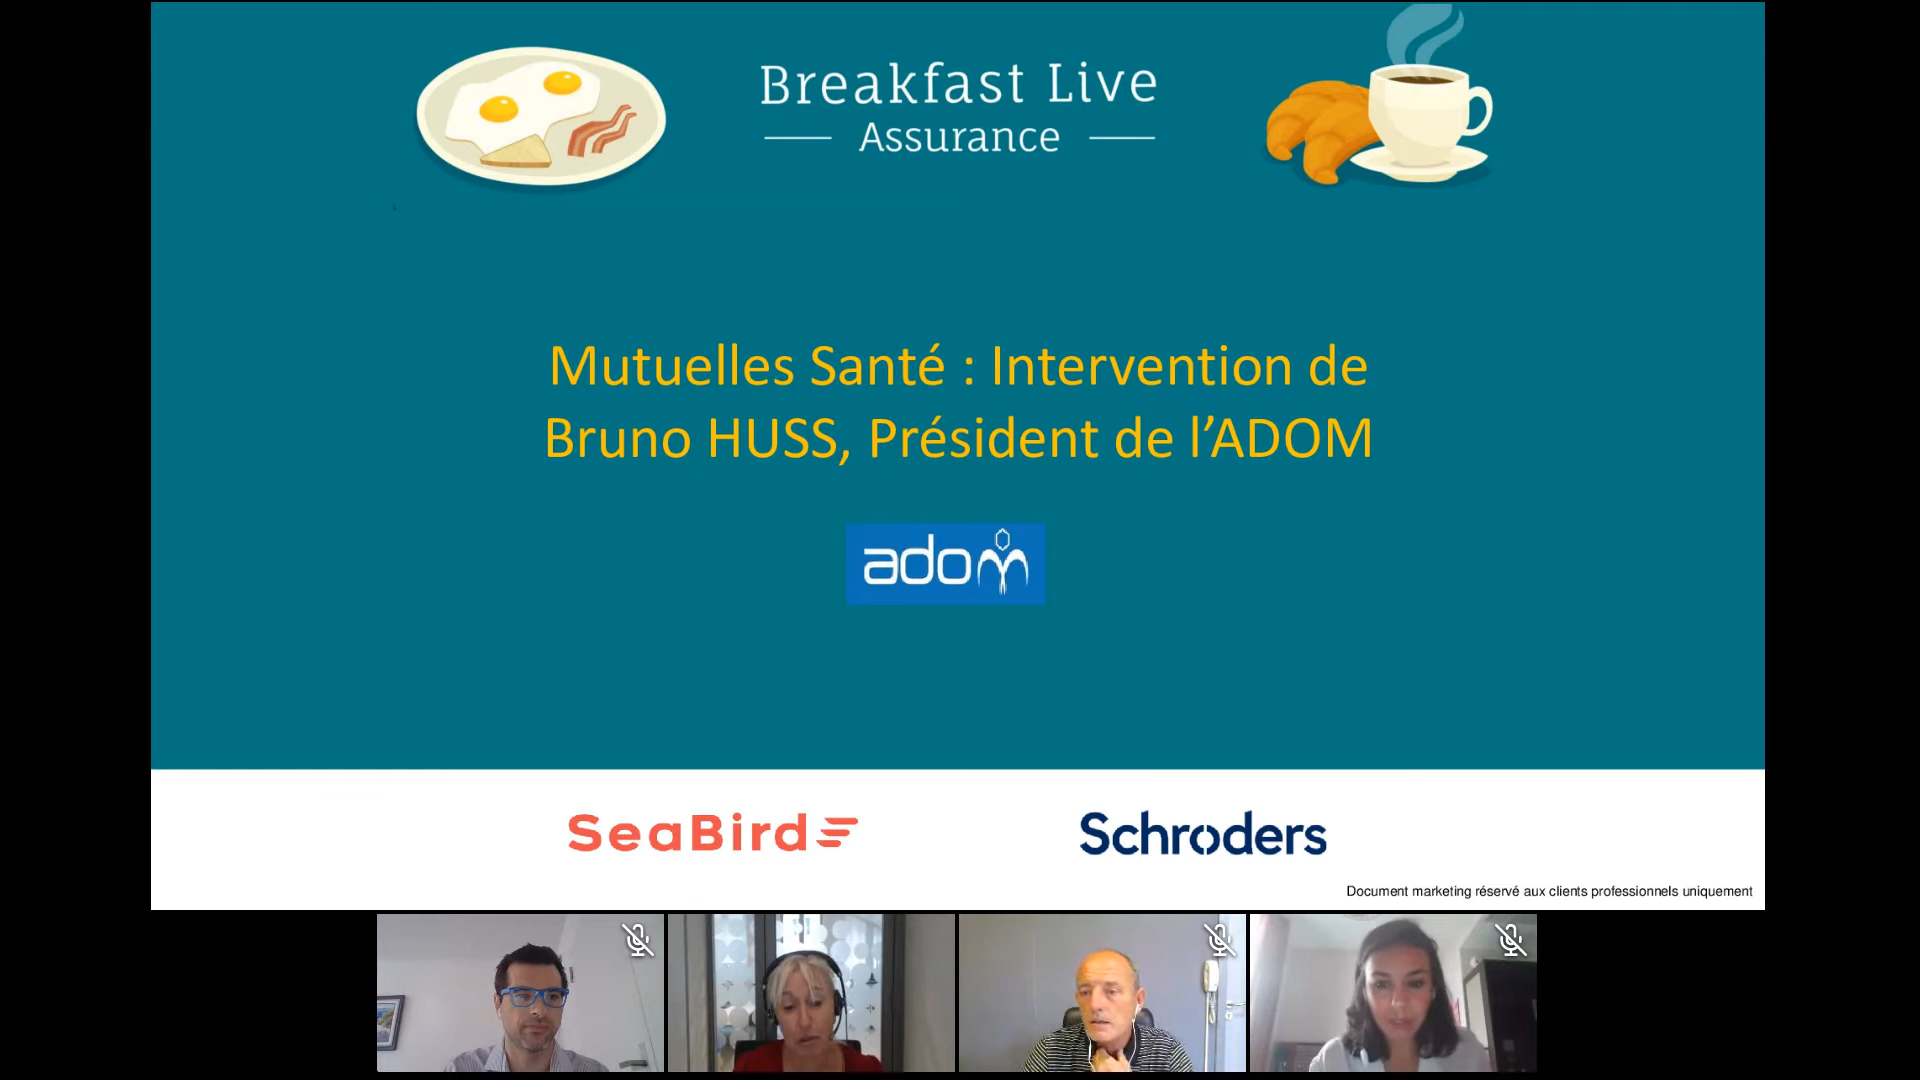 Breakfast Live
Assurance
Mutuelles Santé : Intervention de
Bruno HUSS, Président de l’ADOM
adom
SeaBird
Schroders
Document marketing réservé aux clients professionnels uniquement